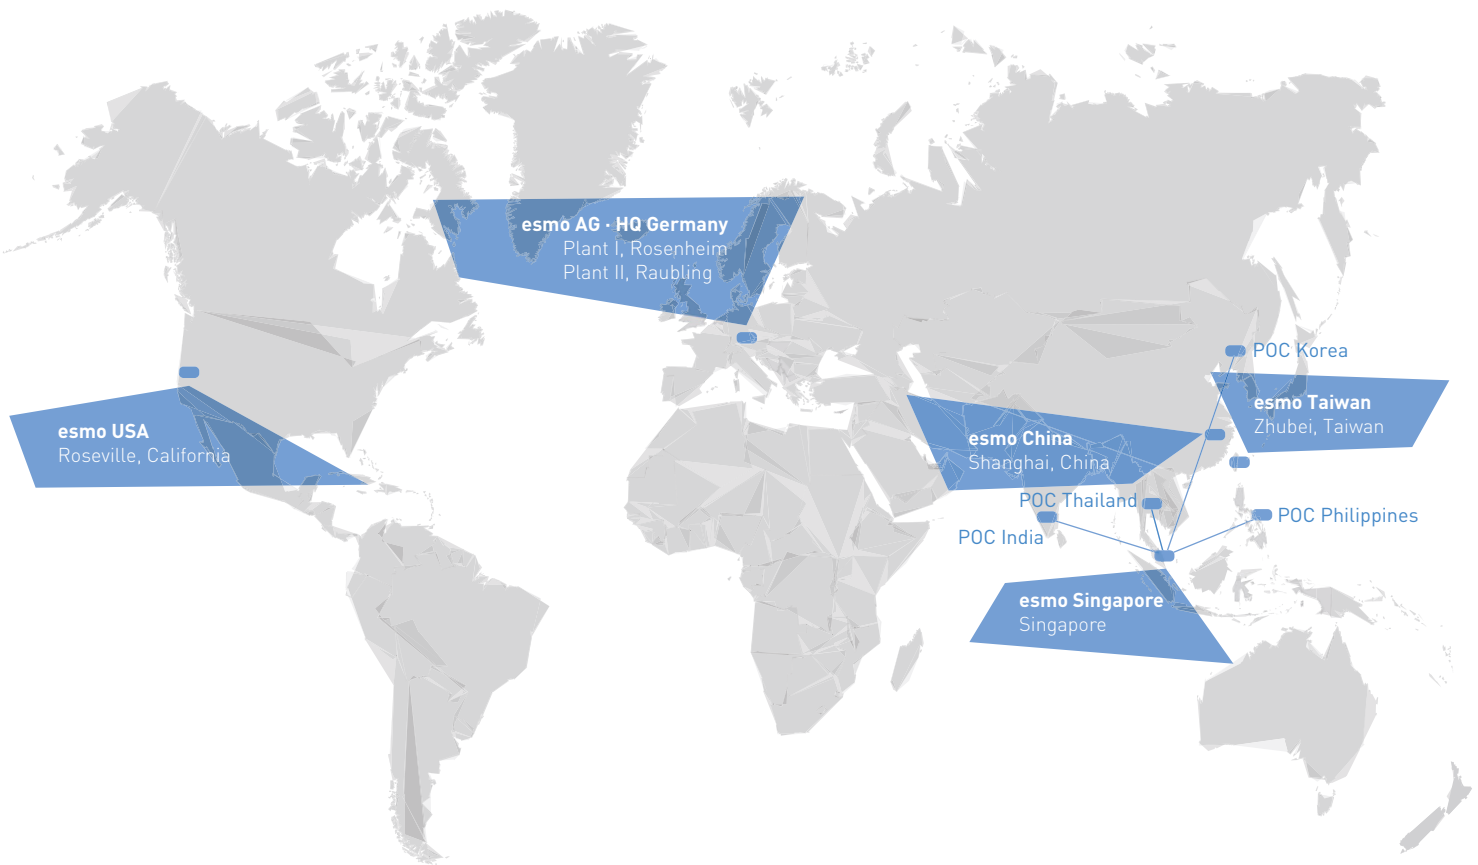 esmo AG · HQ Germany
Plant I, Rosenheim
Plant II, Raubling
POC Korea
esmo Taiwan
Zhubei, Taiwan
esmo USA
Roseville, California
esmo China
Shanghai, China
POC Thailand
POC Philippines
POC India
esmo Singapore
Singapore